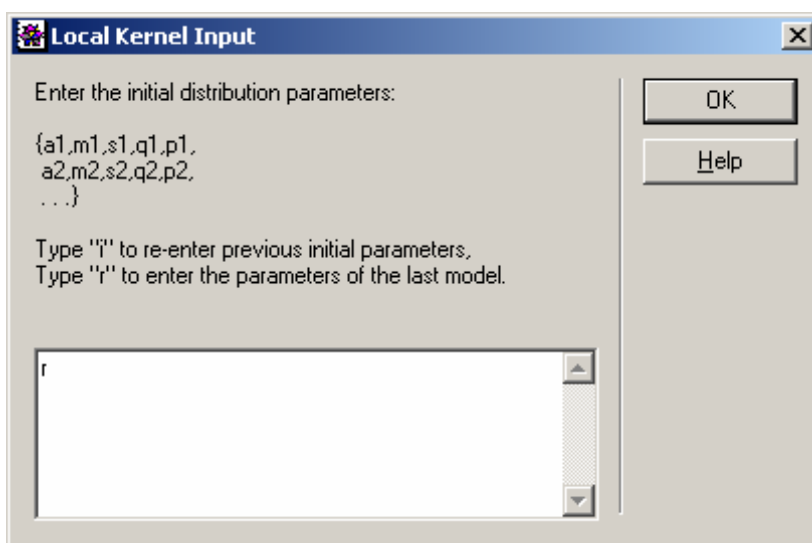 Local Kernel Input
Enter the initial distribution parameters:
{a1,m1,s1,q1,p1,
a2,m2,s2,q2,p2,
. . .}
Type "i" to re-enter previous initial parameters,
Type "r" to enter the parameters of the last model.
r
OK
Help